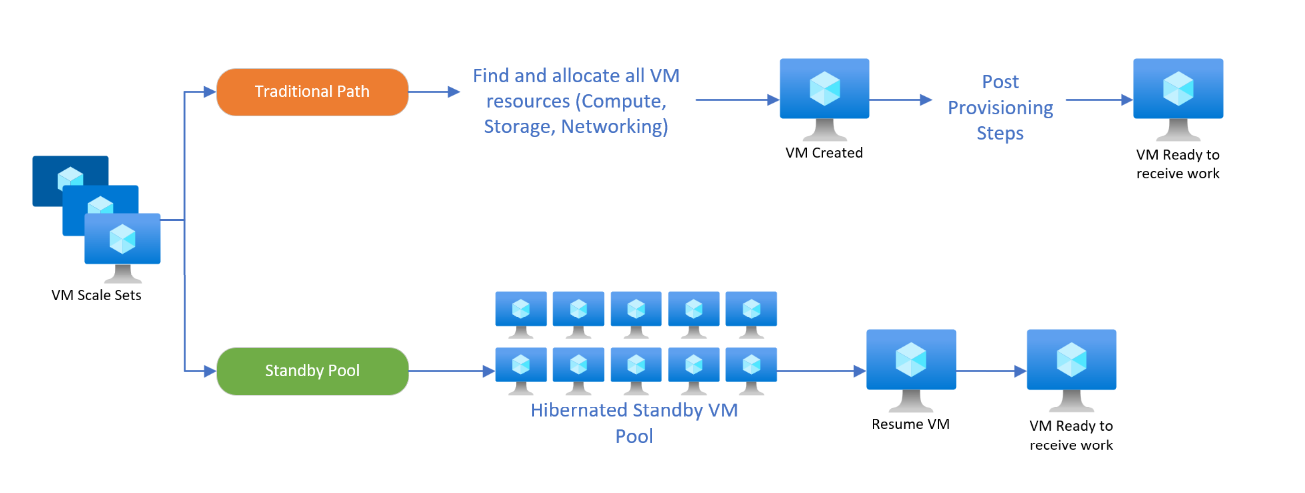 Traditional Path
Find and allocate all VM
resources (Compute,
Storage, Networking)
VM Created
Post
Provisioning
Steps
VM Ready to
receive work
VM Scale Sets
Standby Pool
Hibernated Standby VM
Pool
Resume VM
VM Ready to
receive work